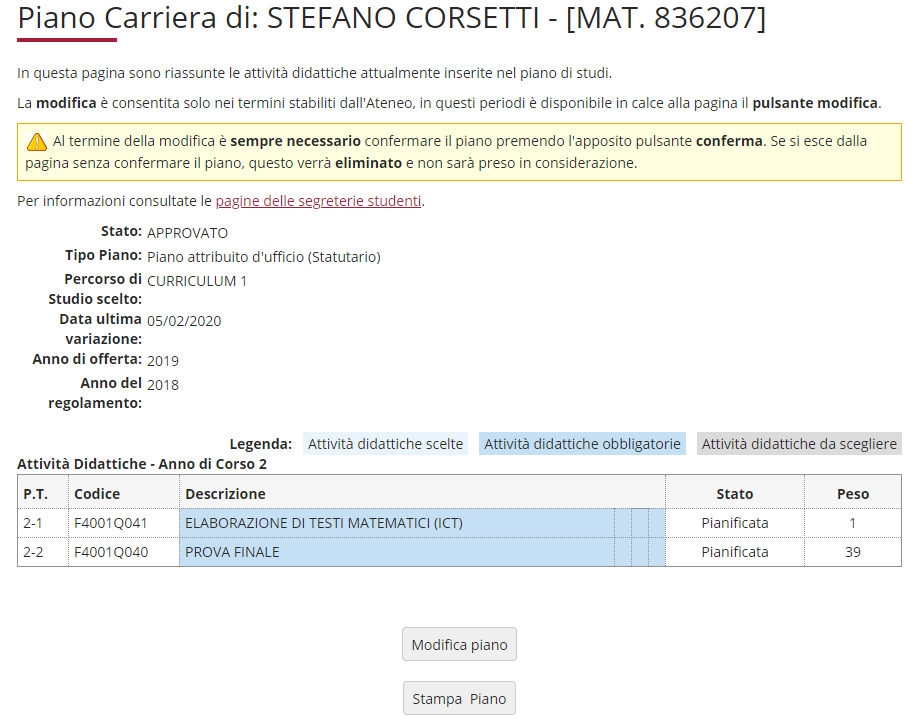 Piano Carriera di: STEFANO CORSETTI - [MAT. 836207]
In questa pagina sono riassunte le attività didattiche attualmente inserite nel piano di studi.
La modifica è consentita solo nei termini stabiliti dall'Ateneo, in questi periodi è disponibile in calce alla pagina il pulsante modifica.
Al termine della modifica è sempre necessario confermare il piano premendo l'apposito pulsante conferma. Se si esce dalla
pagina senza confermare il piano, questo verrà eliminato e non sarà preso in considerazione.
Per informazioni consultate le pagine delle segreterie studenti.
Stato: APPROVATO
Tipo Piano: Piano attribuito d'ufficio (Statutario)
Percorso di CURRICULUM 1
Studio scelto:
Data ultima 05/02/2020
variazione:
Anno di offerta: 2019
Anno del 2018
regolamento:
Legenda: Attività didattiche scelte Attività didattiche obbligatorie Attività didattiche da scegliere
Attività Didattiche - Anno di Corso 2
P.T. Codice Descrizione Stato Peso
2-1 F4001Q041 ELABORAZIONE DI TESTI MATEMATICI (ICT) Pianificata 1
2-2 F4001Q040 PROVA FINALE Pianificata 39
Modifica piano
Stampa Piano